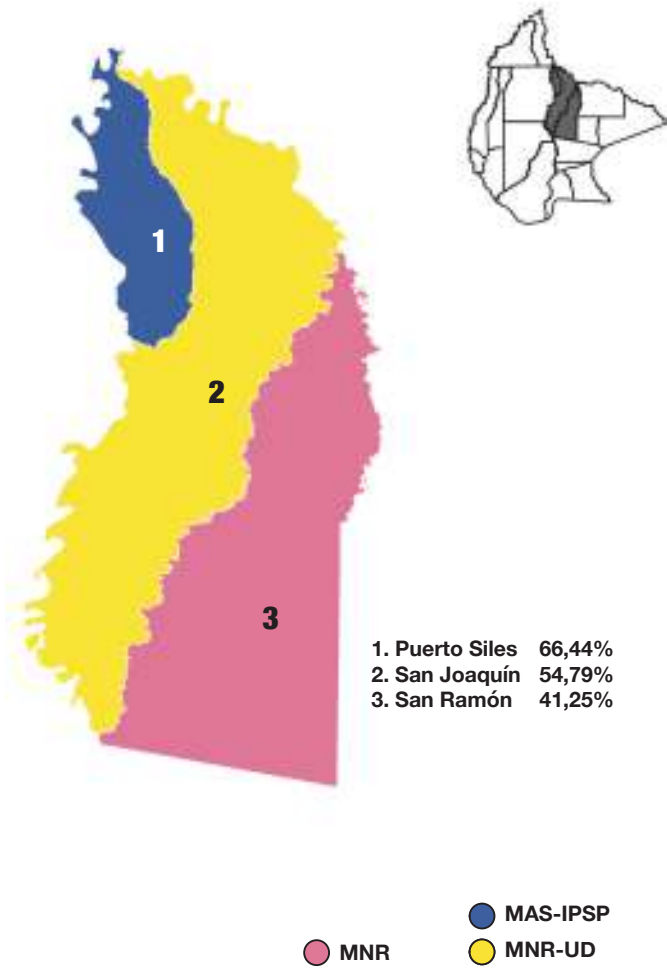 1
2
3
1. Puerto Siles 66,44%
2. San Joaquín 54,79%
3. San Ramón 41,25%
MAS-IPSP
MNR
MNR-UD